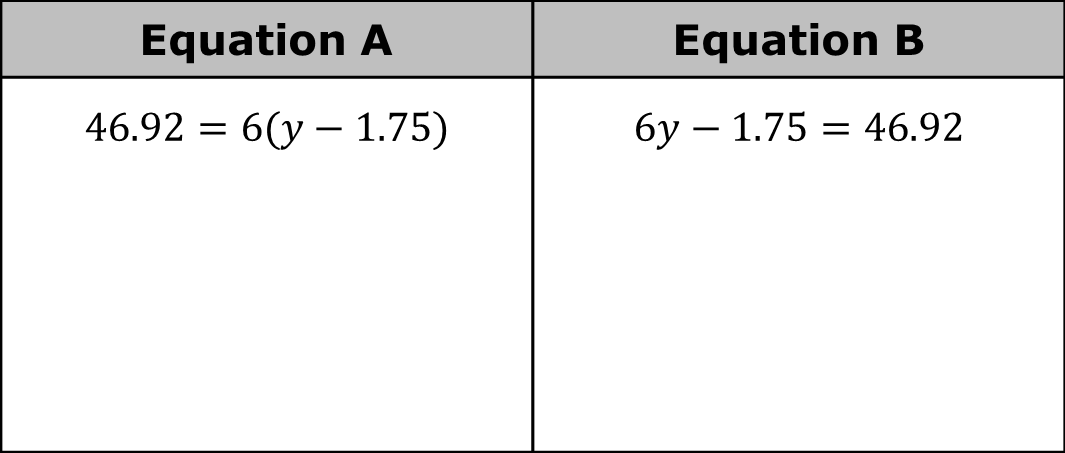 Equation A
Equation B
46.92 = 6(y − 1.75)
6y − 1.75 = 46.92